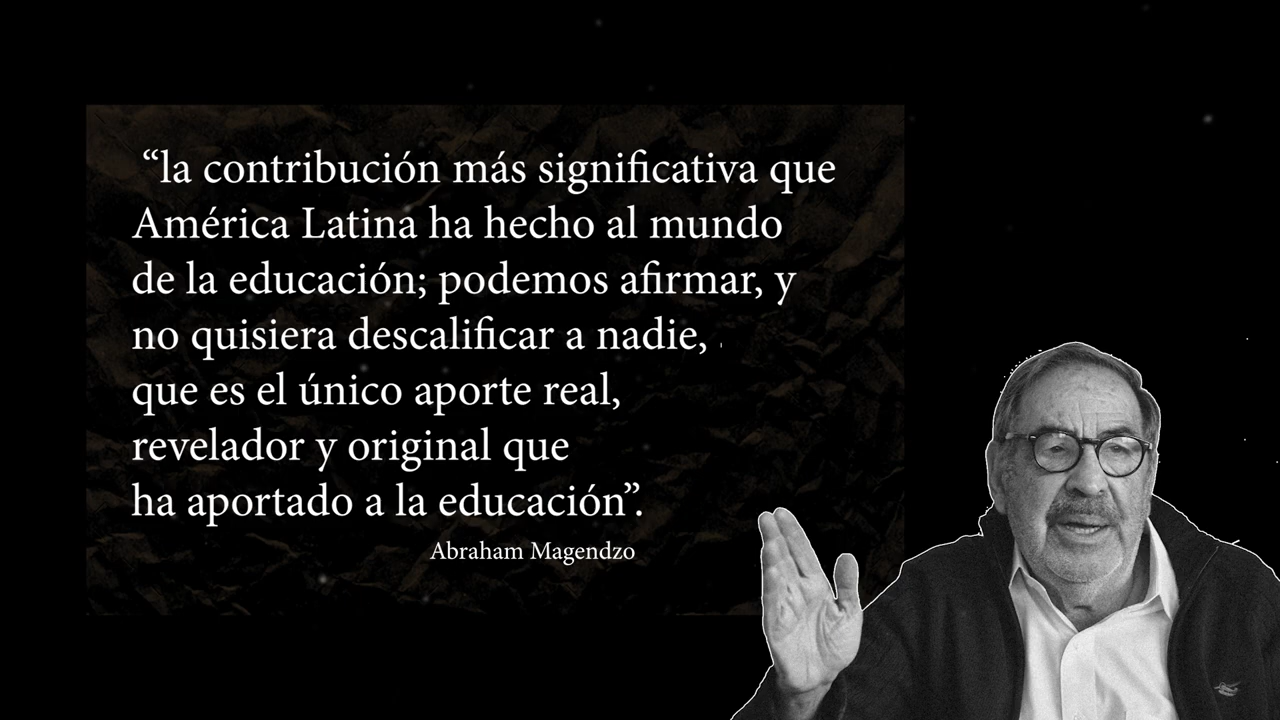 “la contribución más significativa que
América Latina ha hecho al mundo
de la educación; podemos afirmar, y
no quisiera descalificar a nadie,
que es el único aporte real,
revelador y original que
ha aportado a la educación”.
Abraham Magendzo